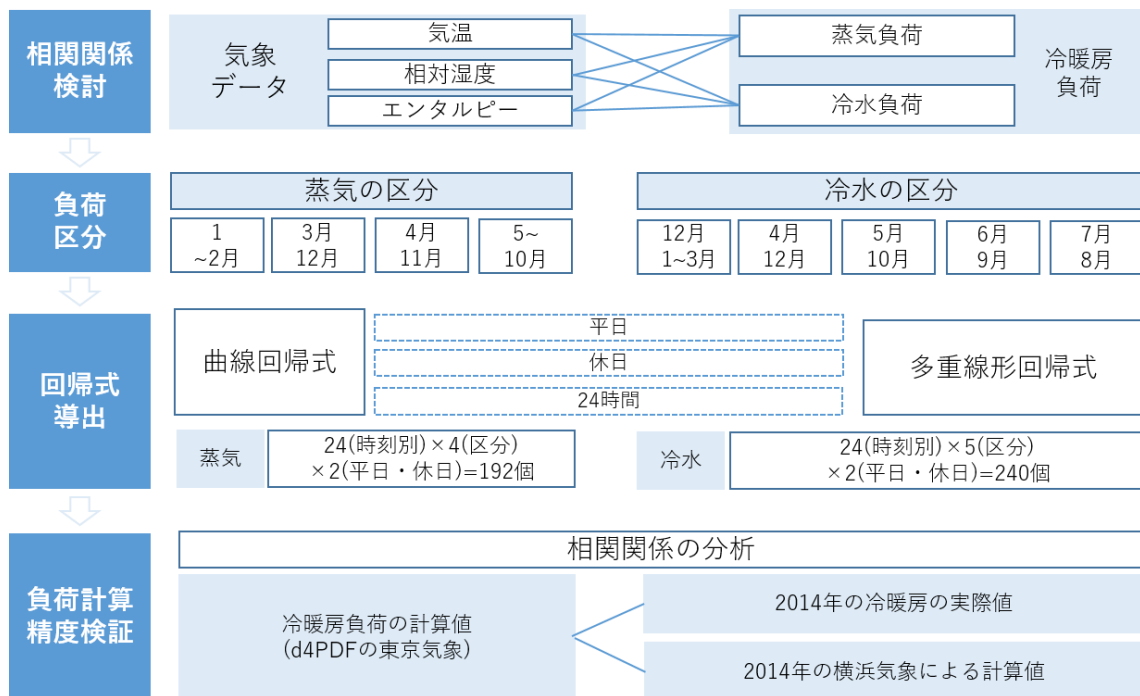 相関関係
検討
気象
データ
気温
相対湿度
エンタルピー
蒸気負荷
冷水負荷
冷暖房
負荷
負荷
区分
蒸気の区分
1
~2月
3月
12月
4月
11月
5~
10月
冷水の区分
12月
1~3月
4月
12月
5月
10月
6月
9月
7月
8月
回帰式
導出
曲線回帰式
平日
休日
24時間
多重線形回帰式
蒸気
24(時刻別)×4(区分)
×2(平日・休日)=192個
冷水
24(時刻別)×5(区分)
×2(平日・休日)=240個
負荷計算
精度検証
相関関係の分析
冷暖房負荷の計算値
(d4PDFの東京気象)
2014年の冷暖房の実際値
2014年の横浜気象による計算値